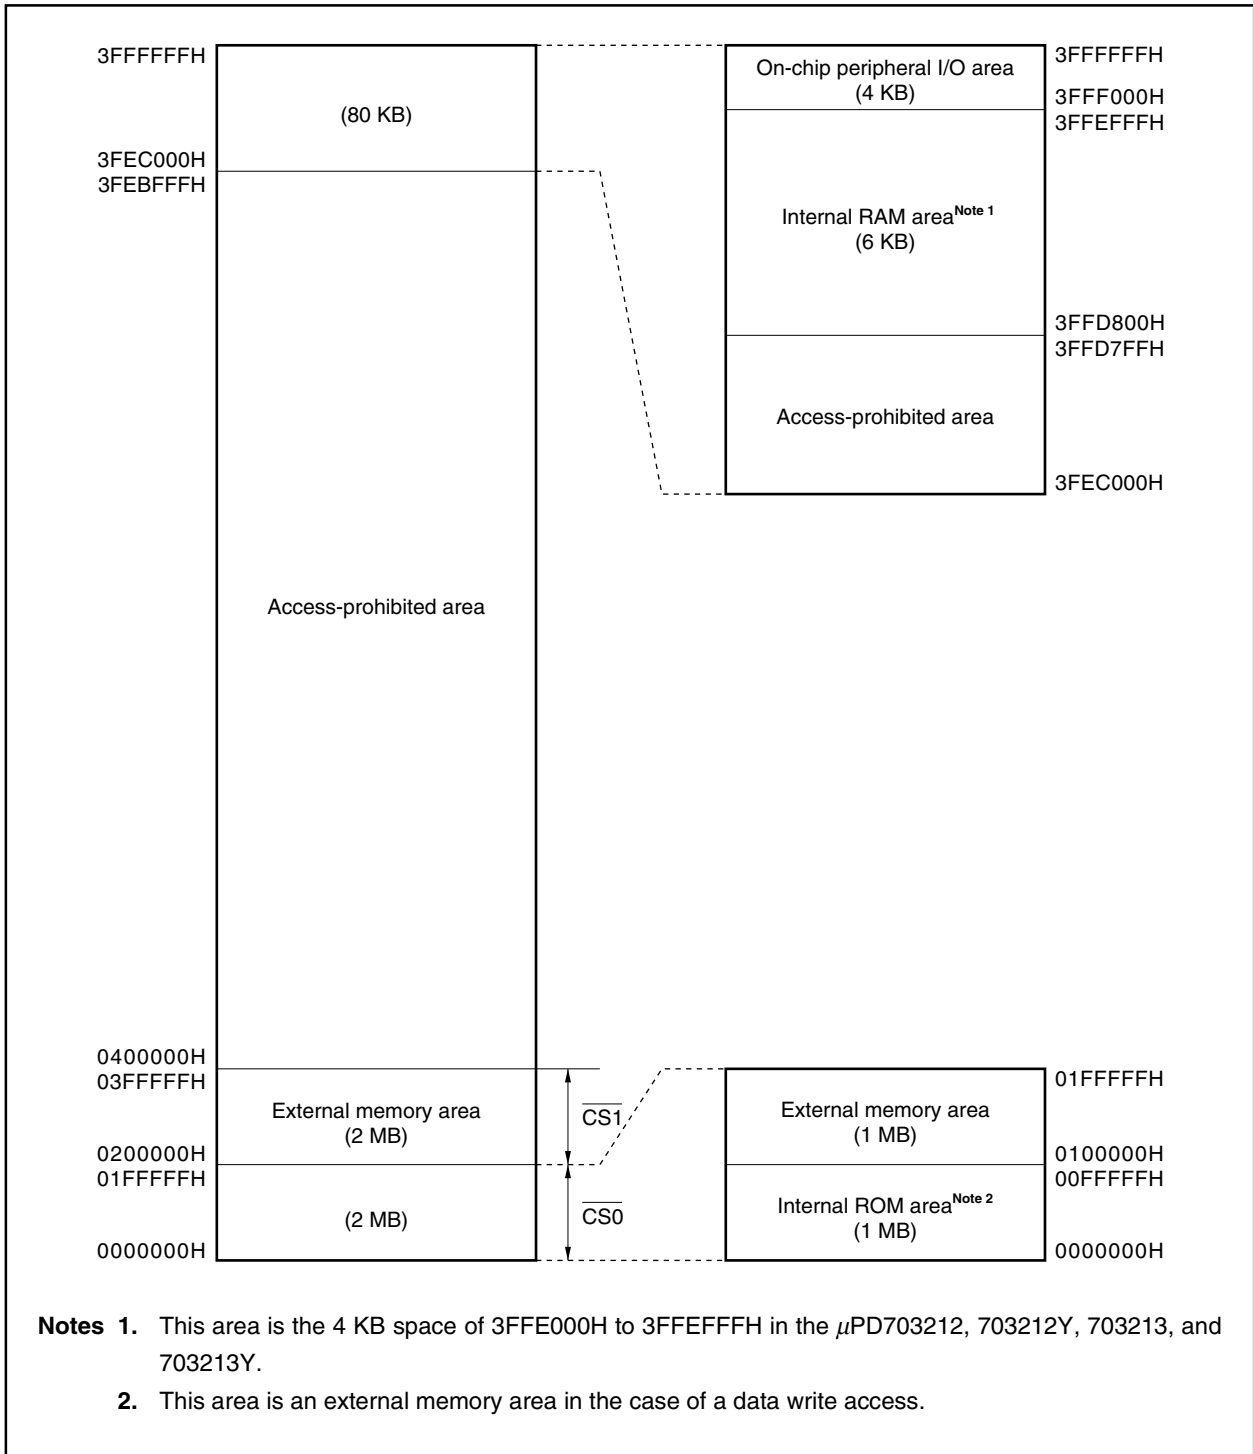 3FFFFFFH
(80 KB)
3FEC000H
3FEBFFFH
Access-prohibited area
0400000H
03FFFFFH
External memory area
(2 MB)
CS1
0200000H
01FFFFFH
(2 MB)
CS0
0000000H
On-chip peripheral I/O area
(4 KB)
3FFFFFFH
3FFF000H
3FFEFFFH
Internal RAM area Note 1
(6 KB)
3FFD800H
3FFD7FFH
Access-prohibited area
3FEC000H
01FFFFFH
External memory area
(1 MB)
0100000H
00FFFFFH
Internal ROM area Note 2
(1 MB)
0000000H
Notes 1. This area is the 4 KB space of 3FFE000H to 3FFEFFFH in the μPD703212, 703212Y, 703213, and
703213Y.
2. This area is an external memory area in the case of a data write access.